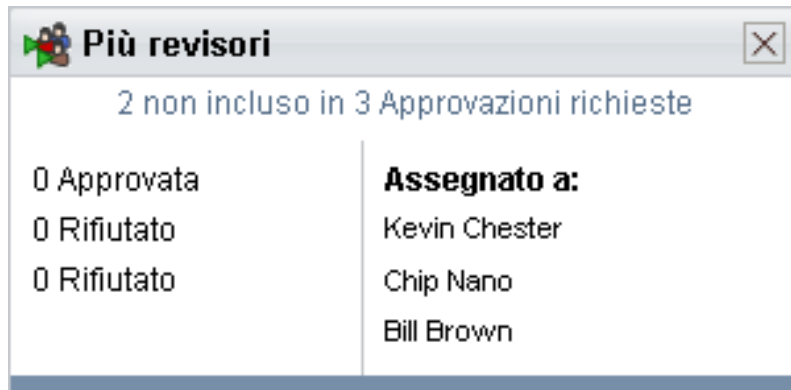 Più revisori
2 non incluso in 3 Approvazioni richieste
0 Approvata
0 Rifiutato
0 Rifiutato
Assegnato a:
Kevin Chester
Chip Nano
Bill Brown